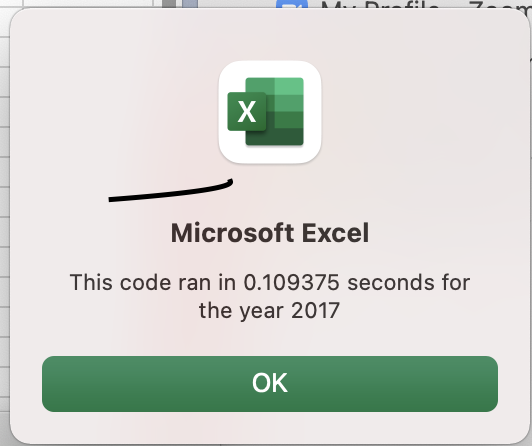 My Profile - Zoom
X
Microsoft Excel
This code ran in 0.109375 seconds for
the year 2017
OK